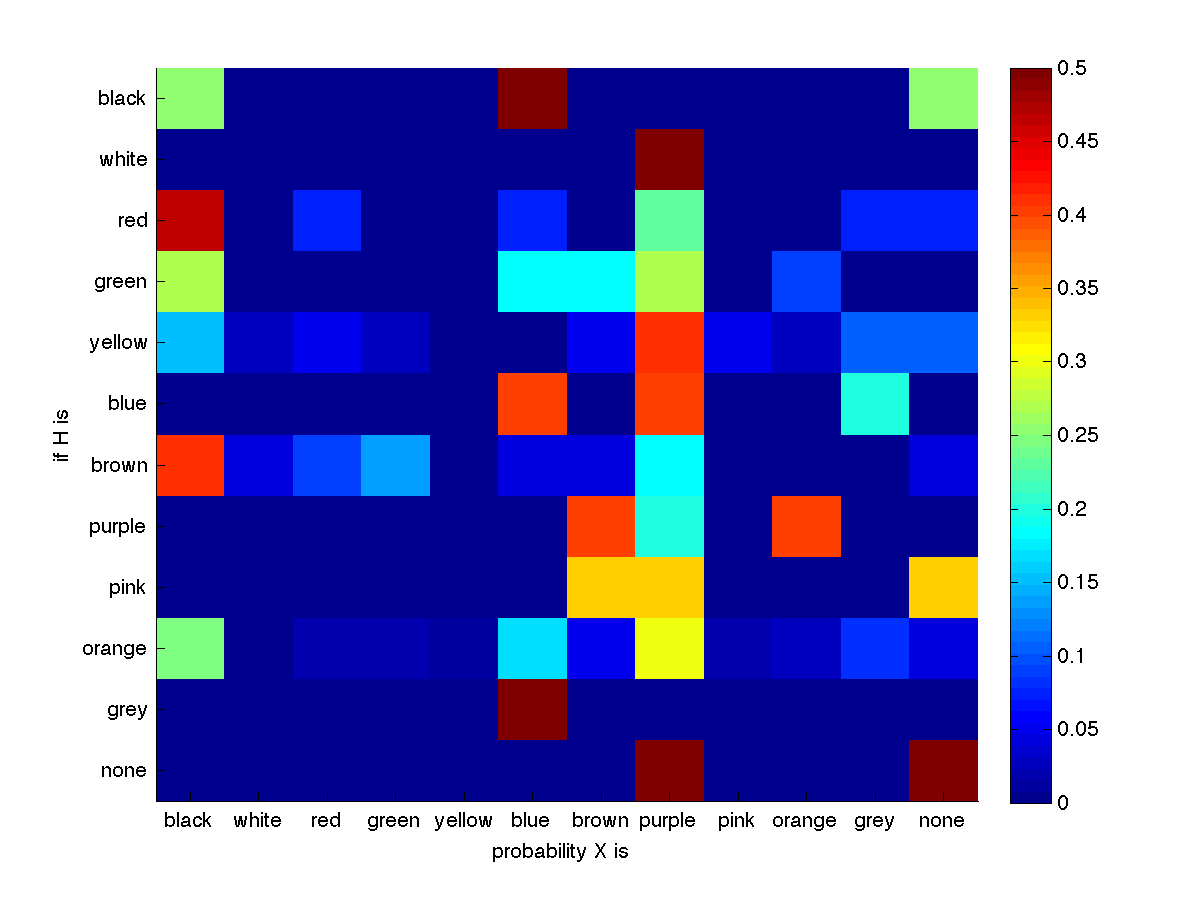 black
white
red
green
yellow
blue
brown
purple
pink
orange
grey
none
if H is
black white red green yellow blue brown purple pink orange grey none
probability X is
0.5
0.45
0.4
0.35
0.3
0.25
0.2
0.15
0.1
0.05
0